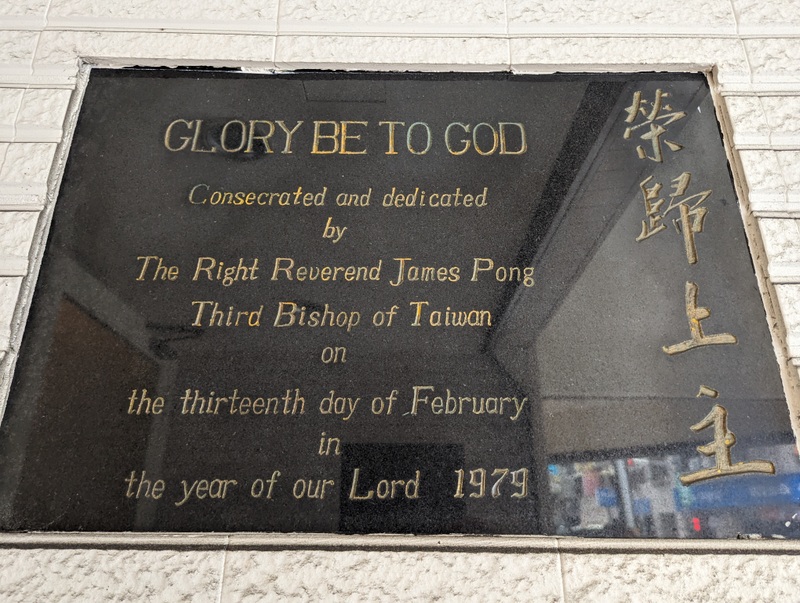 GLORY BE TO GOD
Consecrated and dedicated
by
The Right Reverend James Pong
Third Bishop of Taiwan
on
the thirteenth day of February
in
the year of our Lord 1979
榮歸上主